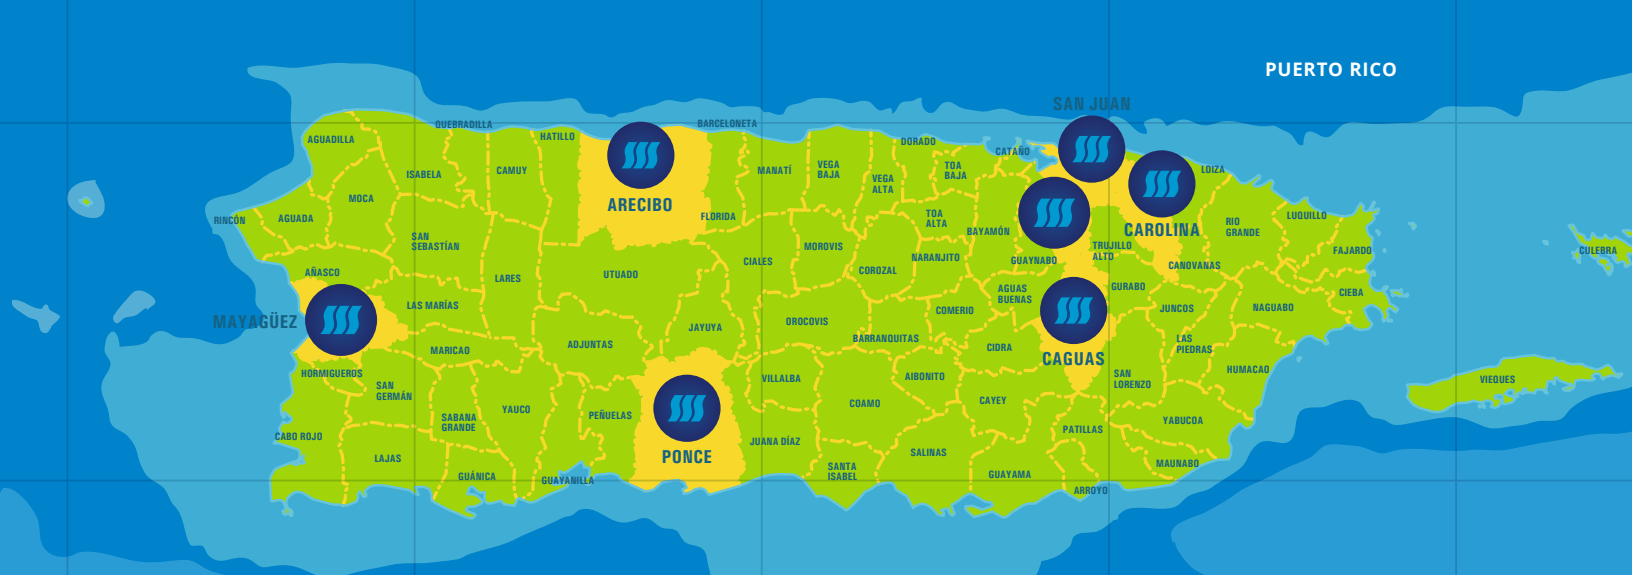 PUERTO RICO
SAN JUAN
QUEBRADILLA
BARCELONETA
AGUADILLA
HATILLO
DORADO
CATAÑO
ISABELA
CAMUY
MANATÍ
VEGA
BAJA
VEGA
ALTA
TOA
BAJA
LOIZA
MOCA
ARECIBO
RINCÓN
AGUADA
FLORIDA
TOA
ALTA
BAYAMÓN
CAROLINA
RIO
GRANDE
LUQUILLO
SAN
SEBASTÍAN
MOROVIS
TRUJILLO
ALTO
FAJARDO
CULEBRA
AÑASCO
LARES
UTUADO
CIALES
COROZAL
NARANJITO
GUAYNABO
CANOVANAS
LAS MARÍAS
AGUAS
BUENAS
GURABO
CIEBA
MAYAGÜEZ
JAYUYA
OROCOVIS
COMERIO
JUNCOS
NAGUABO
MARICAO
ADJUNTAS
BARRANQUITAS
CIDRA
CAGUAS
LAS
PIEDRAS
HORMIGUEROS
SAN
GERMÁN
VILLALBA
AIBONITO
SAN
LORENZO
HUMACAO
VIEQUES
SABANA
GRANDE
YAUCO
PEÑUELAS
COAMO
CAYEY
CABO ROJO
JUANA DÍAZ
PATILLAS
YABUCOA
LAJAS
PONCE
SALINAS
MAUNABO
GUÁNICA
GUAYANILLA
SANTA
ISABEL
GUAYAMA
ARROYO